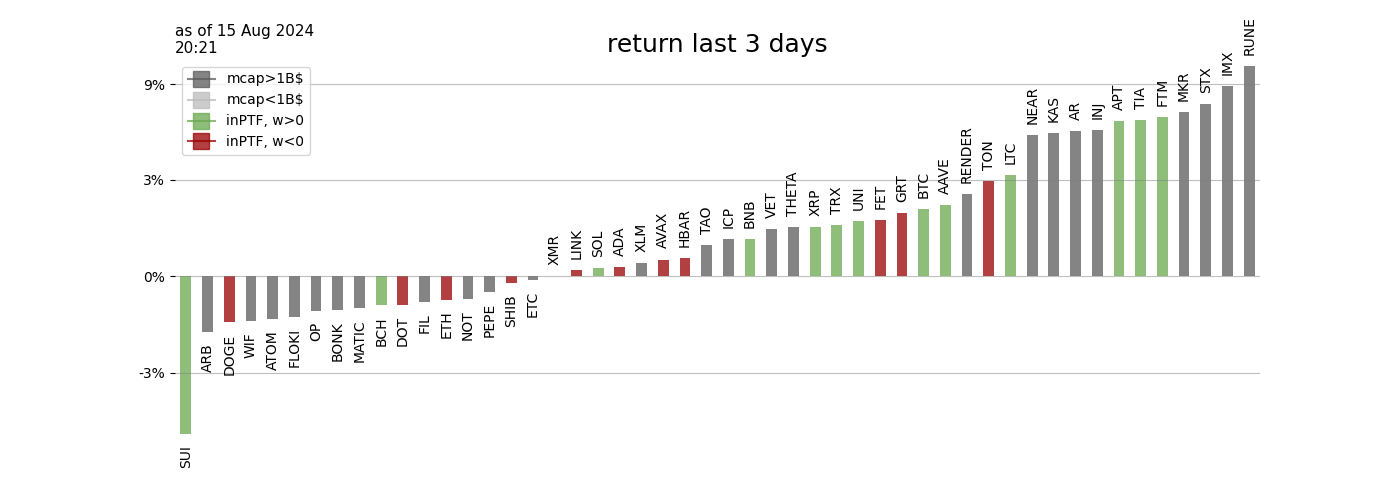 as of 15 Aug 2024
20:21
return last 3 days
mcap>1B$
mcap<1B$
inPTF, w>0
inPTF, w<0
9%
3%
0%
-3%
SUI
ARB
DOGE
WIF
ATOM
FLOKI
OP
BONK
MATIC
BCH
DOT
FIL
ETH
NOT
PEPE
SHIB
ETC
XMR
LINK
SOL
ADA
XLM
AVAX
HBAR
TAO
ICP
BNB
VET
THETA
XRP
TRX
UNI
FET
GRT
BTC
AAVE
RENDER
TON
LTC
NEAR
KAS
AR
INJ
APT
TIA
FTM
MKR
STX
IMX
RUNE